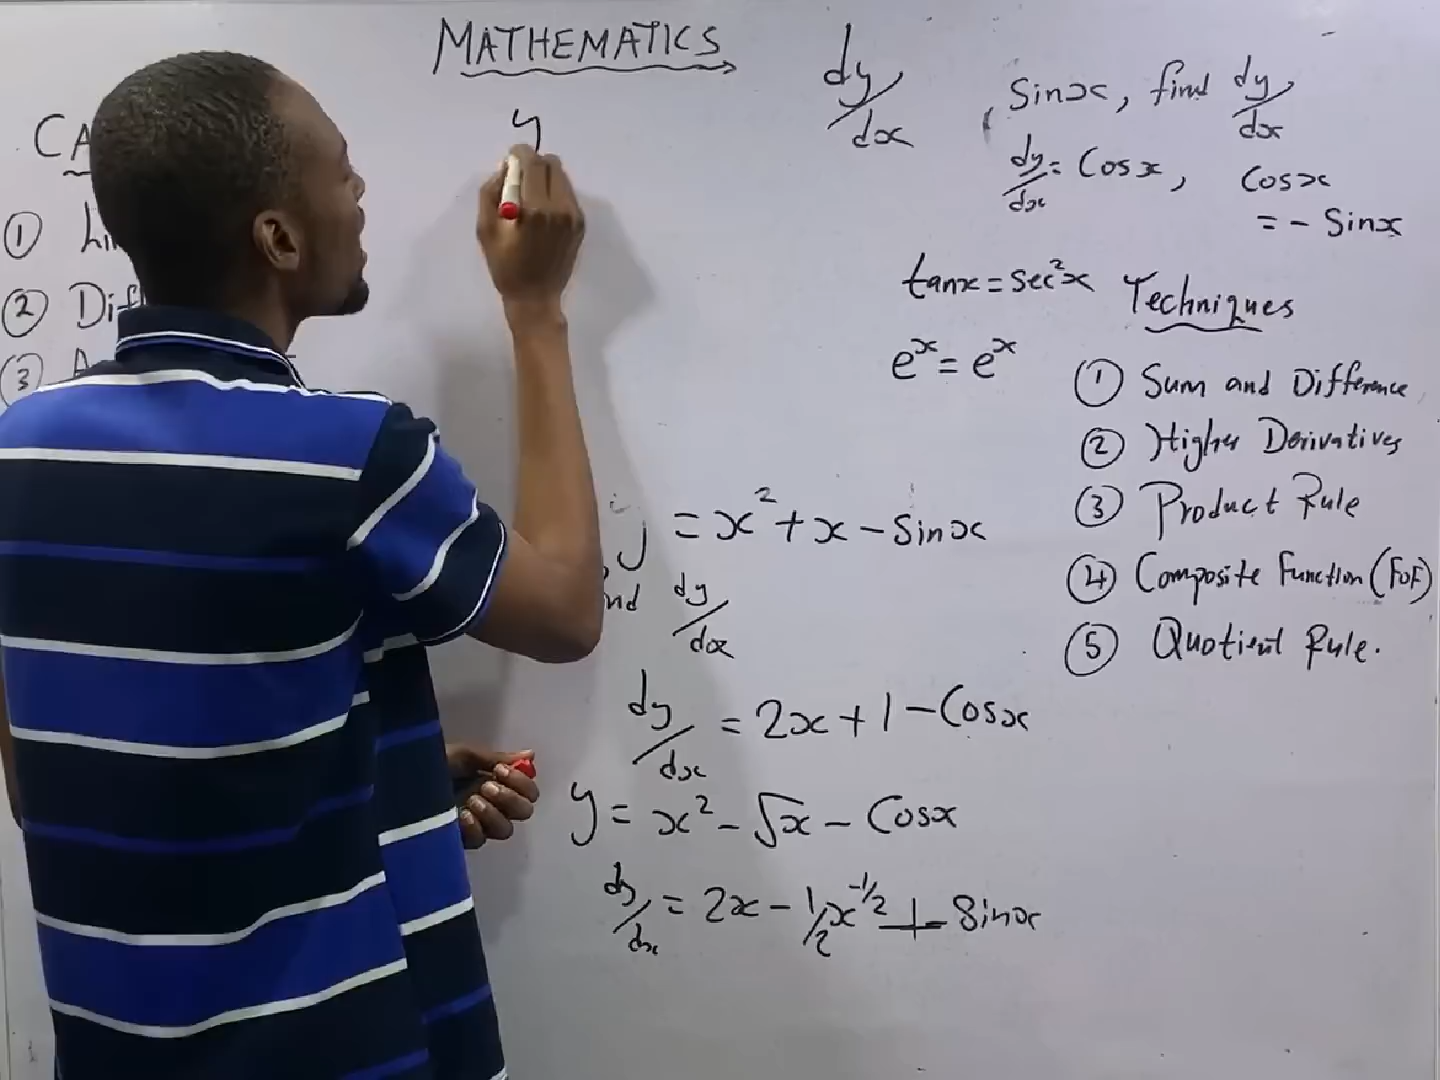 MATHEMATICS
CA
① Li
② Dif
③ A
y
dy/dx
sinx, find dy/dx
dy/dx = Cosx, Cosx
= - Sinx
tanx = sec²x
eˣ = eˣ
Techniques
① Sum and Difference
② Higher Derivatives
③ Product Rule
④ Composite Function (FOF)
⑤ Quotient Rule.
y = x² + x - Sinx
nd dy/dx
dy/dx = 2x + 1 - Cosx
y = x² - √x - Cosx
dy/dx = 2x - 1/2x^-1/2 + - Sinx